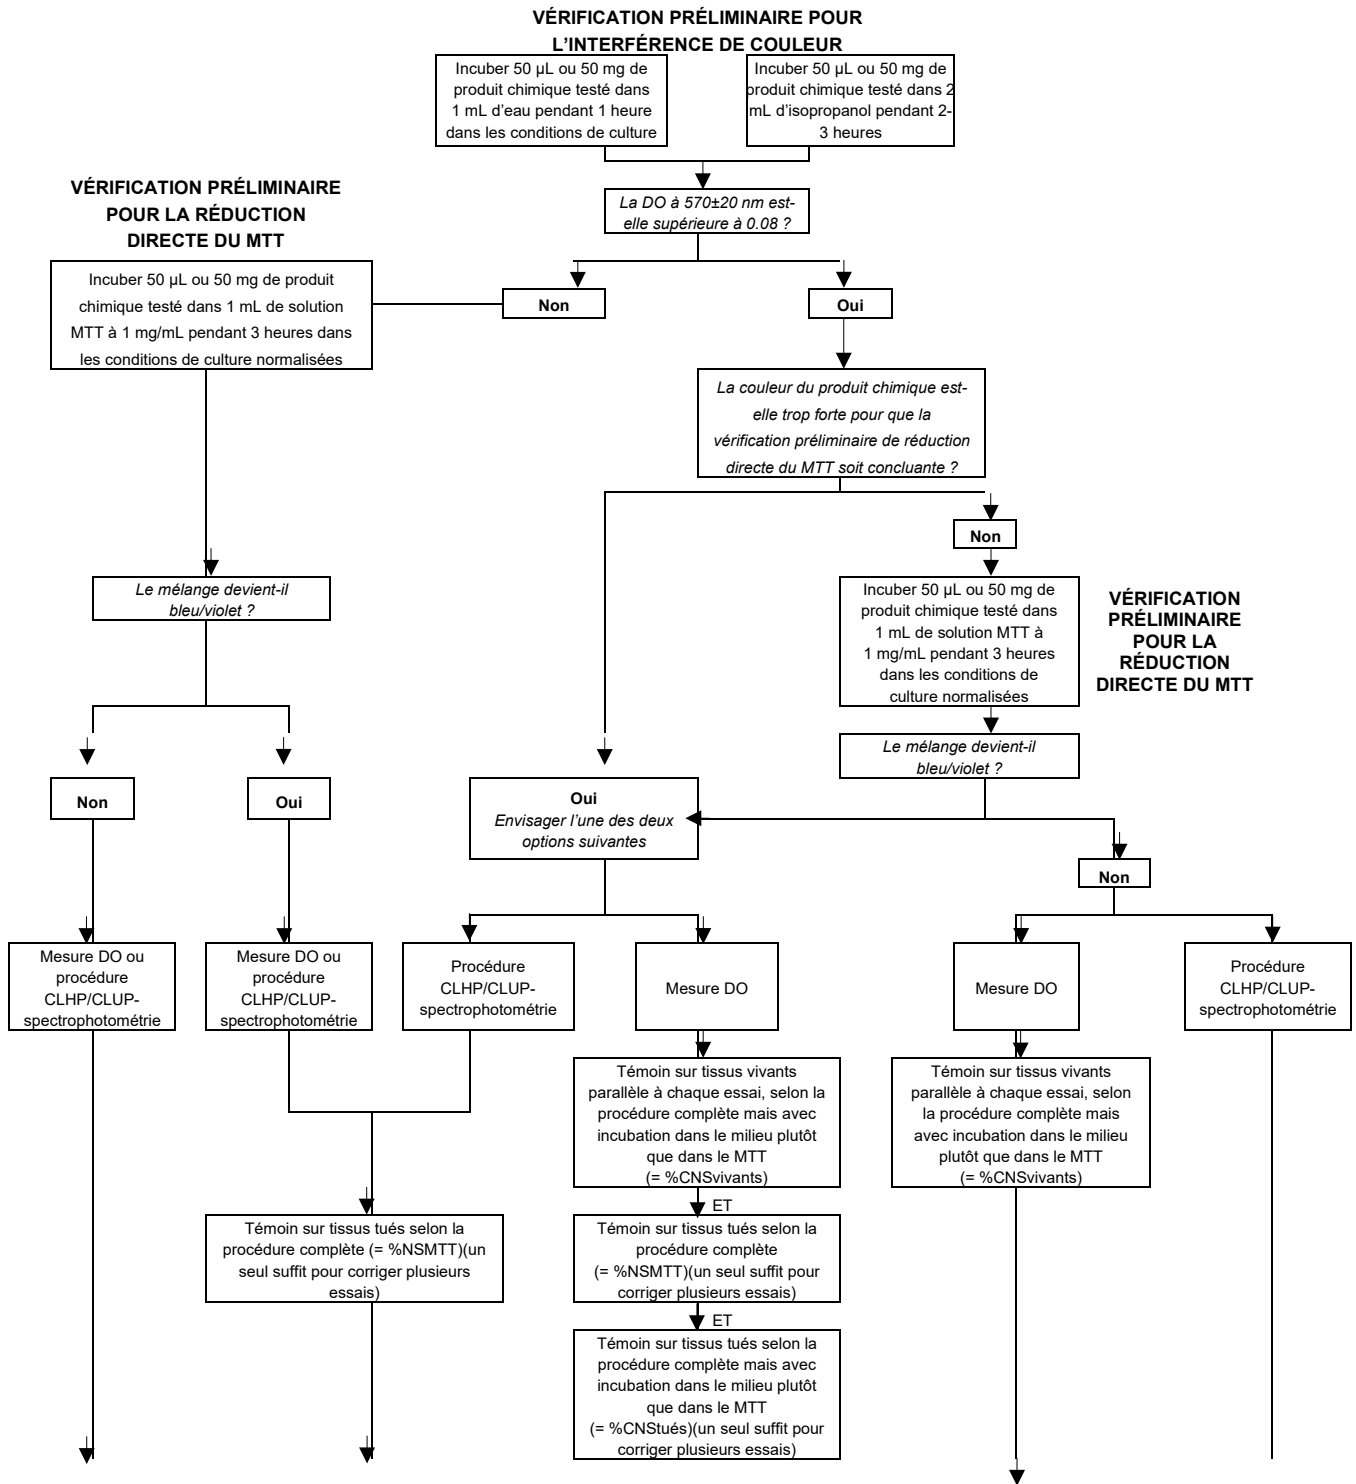 VÉRIFICATION PRÉLIMINAIRE POUR
L'INTERFÉRENCE DE COULEUR
Incuber 50 µL ou 50 mg de
produit chimique testé dans
1 mL d'eau pendant 1 heure
dans les conditions de culture
Incuber 50 µL ou 50 mg de
produit chimique testé dans 2
mL d'isopropanol pendant 2-
3 heures
La DO à 570±20 nm est-
elle supérieure à 0.08 ?
VÉRIFICATION PRÉLIMINAIRE
POUR LA RÉDUCTION
DIRECTE DU MTT
Incuber 50 µL ou 50 mg de produit
chimique testé dans 1 mL de solution
MTT à 1 mg/mL pendant 3 heures dans
les conditions de culture normalisées
Non
Oui
La couleur du produit chimique est-
elle trop forte pour que la
vérification préliminaire de réduction
directe du MTT soit concluante ?
Non
Le mélange devient-il
bleu/violet ?
Incuber 50 µL ou 50 mg de
produit chimique testé dans
1 mL de solution MTT à
1 mg/mL pendant 3 heures
dans les conditions de
culture normalisées
VÉRIFICATION
PRÉLIMINAIRE
POUR LA
RÉDUCTION
DIRECTE DU MTT
Le mélange devient-il
bleu/violet ?
Non
Oui
Oui
Envisager l'une des deux
options suivantes
Non
Mesure DO ou
procédure
CLHP/CLUP-
spectrophotométrie
Mesure DO ou
procédure
CLHP/CLUP-
spectrophotométrie
Procédure
CLHP/CLUP-
spectrophotométrie
Mesure DO
Mesure DO
Procédure
CLHP/CLUP-
spectrophotométrie
Témoin sur tissus vivants
parallèle à chaque essai, selon la
procédure complète mais avec
incubation dans le milieu plutôt
que dans le MTT
(= %CNSvivants)
Témoin sur tissus vivants
parallèle à chaque essai, selon
la procédure complète mais
avec incubation dans le milieu
plutôt que dans le MTT
(= %CNSvivants)
ET
Témoin sur tissus tués selon la
procédure complète (= %NSMTT)(un
seul suffit pour corriger plusieurs
essais)
Témoin sur tissus tués selon la
procédure complète
(= %NSMTT)(un seul suffit pour
corriger plusieurs essais)
ET
Témoin sur tissus tués selon la
procédure complète mais avec
incubation dans le milieu plutôt
que dans le MTT
(= %CNStués)(un seul suffit pour
corriger plusieurs essais)